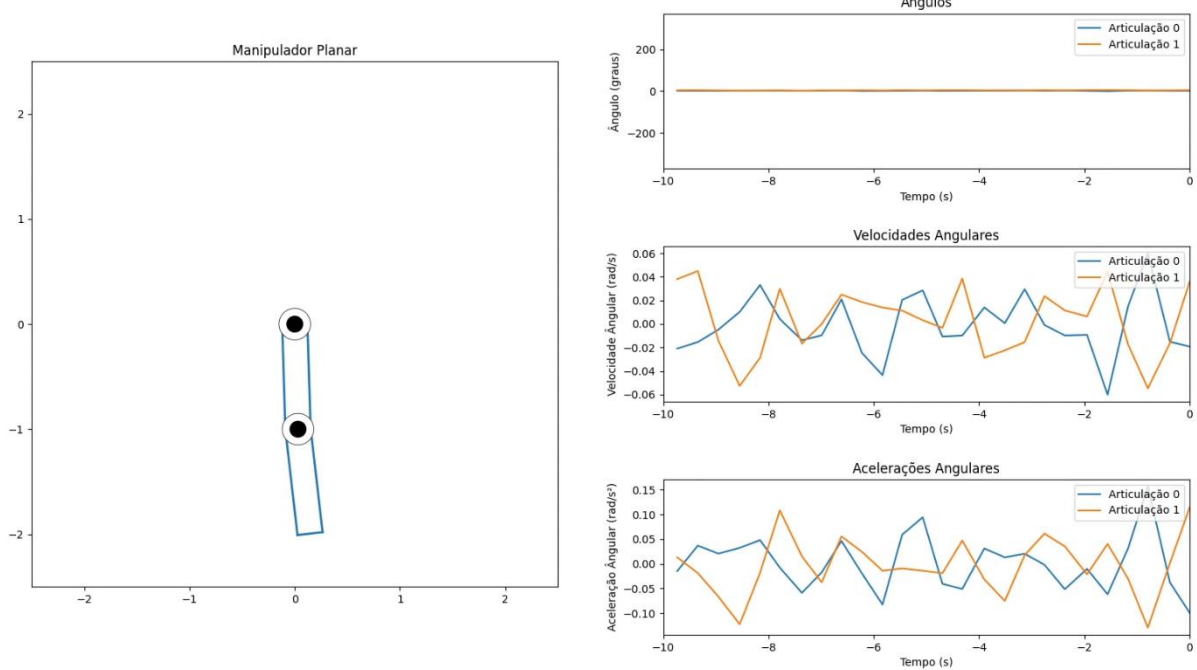 Manipulador Planar
2
1
0
−1
−2
−2
−1
0
1
2
Ângulos
Ângulo (graus)
200
0
−200
Articulação 0
Articulação 1
−10
−8
−6
−4
−2
0
Tempo (s)
Velocidades Angulares
Velocidade Ângular (rad/s)
0.06
0.04
0.02
0.00
−0.02
−0.04
−0.06
Articulação 0
Articulação 1
−10
−8
−6
−4
−2
0
Tempo (s)
Acelerações Angulares
Aceleração Ângular (rad/s²)
0.15
0.10
0.05
0.00
−0.05
−0.10
Articulação 0
Articulação 1
−10
−8
−6
−4
−2
0
Tempo (s)